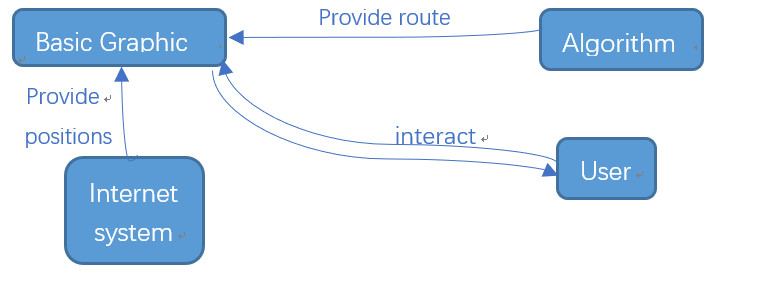 Provide route
Basic Graphic
Algorithm
Provide
positions
interact
User
Internet
system